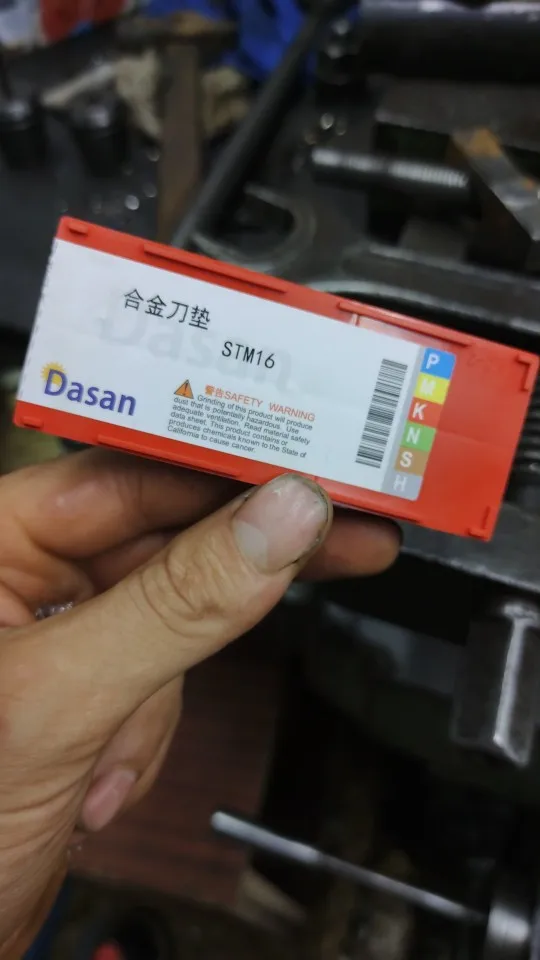 合金刀垫
STM16
Dasan
警告SAFETY WARNING
Grinding of this product will produce
dust that is potentielly hazardous. Use
adequate ventilation. Read material safety
data sheet. This product contains or
produces chemicals known to the State of
California to cause cancer.
P
M
K
N
S
H